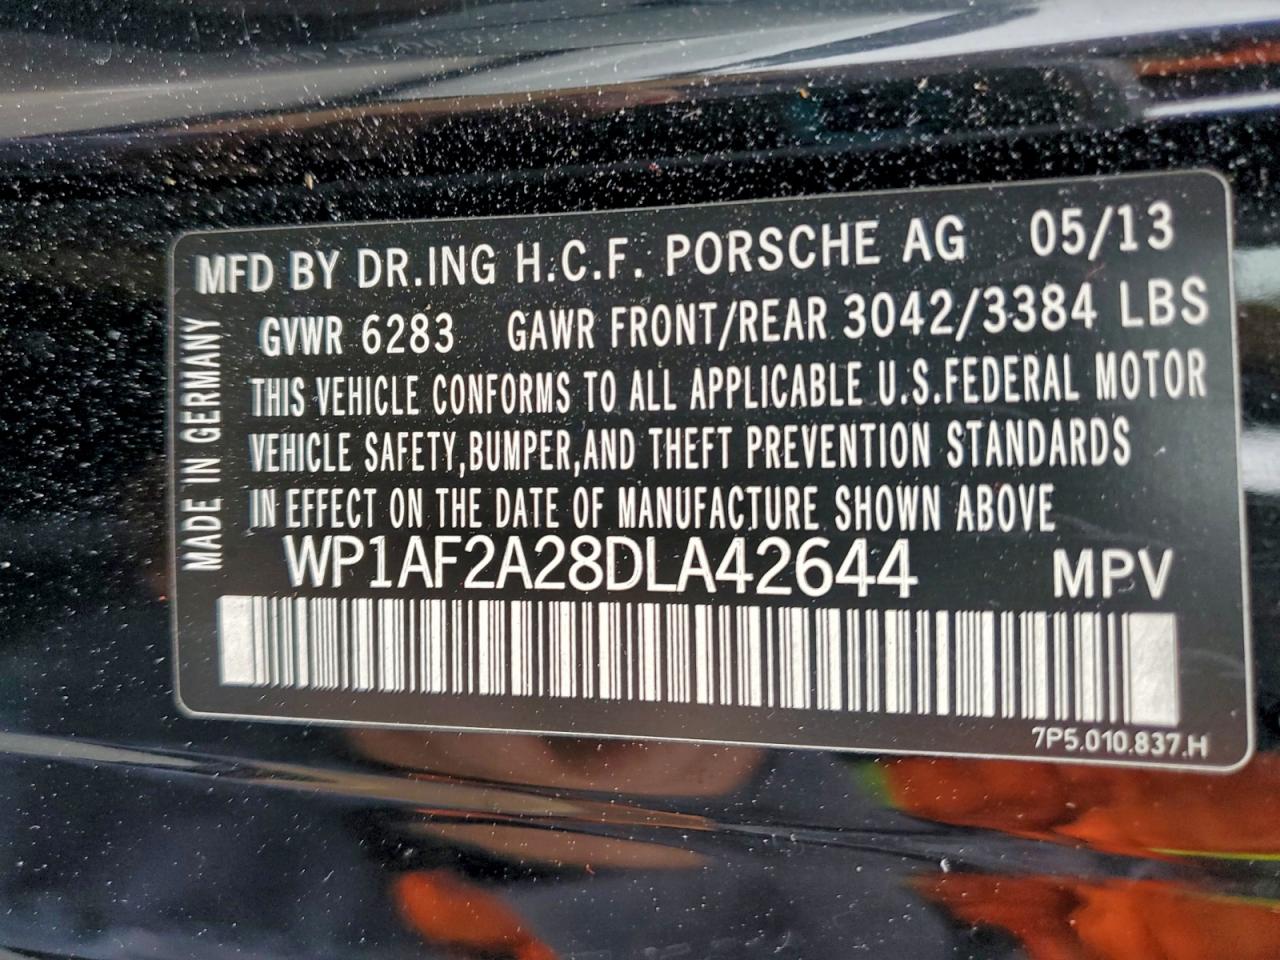 MFD BY DR.ING H.C.F. PORSCHE AG 05/13
GVWR 6283 GAWR FRONT/REAR 3042/3384 LBS
THIS VEHICLE CONFORMS TO ALL APPLICABLE U.S.FEDERAL MOTOR
VEHICLE SAFETY,BUMPER,AND THEFT PREVENTION STANDARDS
IN EFFECT ON THE DATE OF MANUFACTURE SHOWN ABOVE
WP1AF2A28DLA42644 MPV
7P5.010.837.H
MADE IN GERMANY